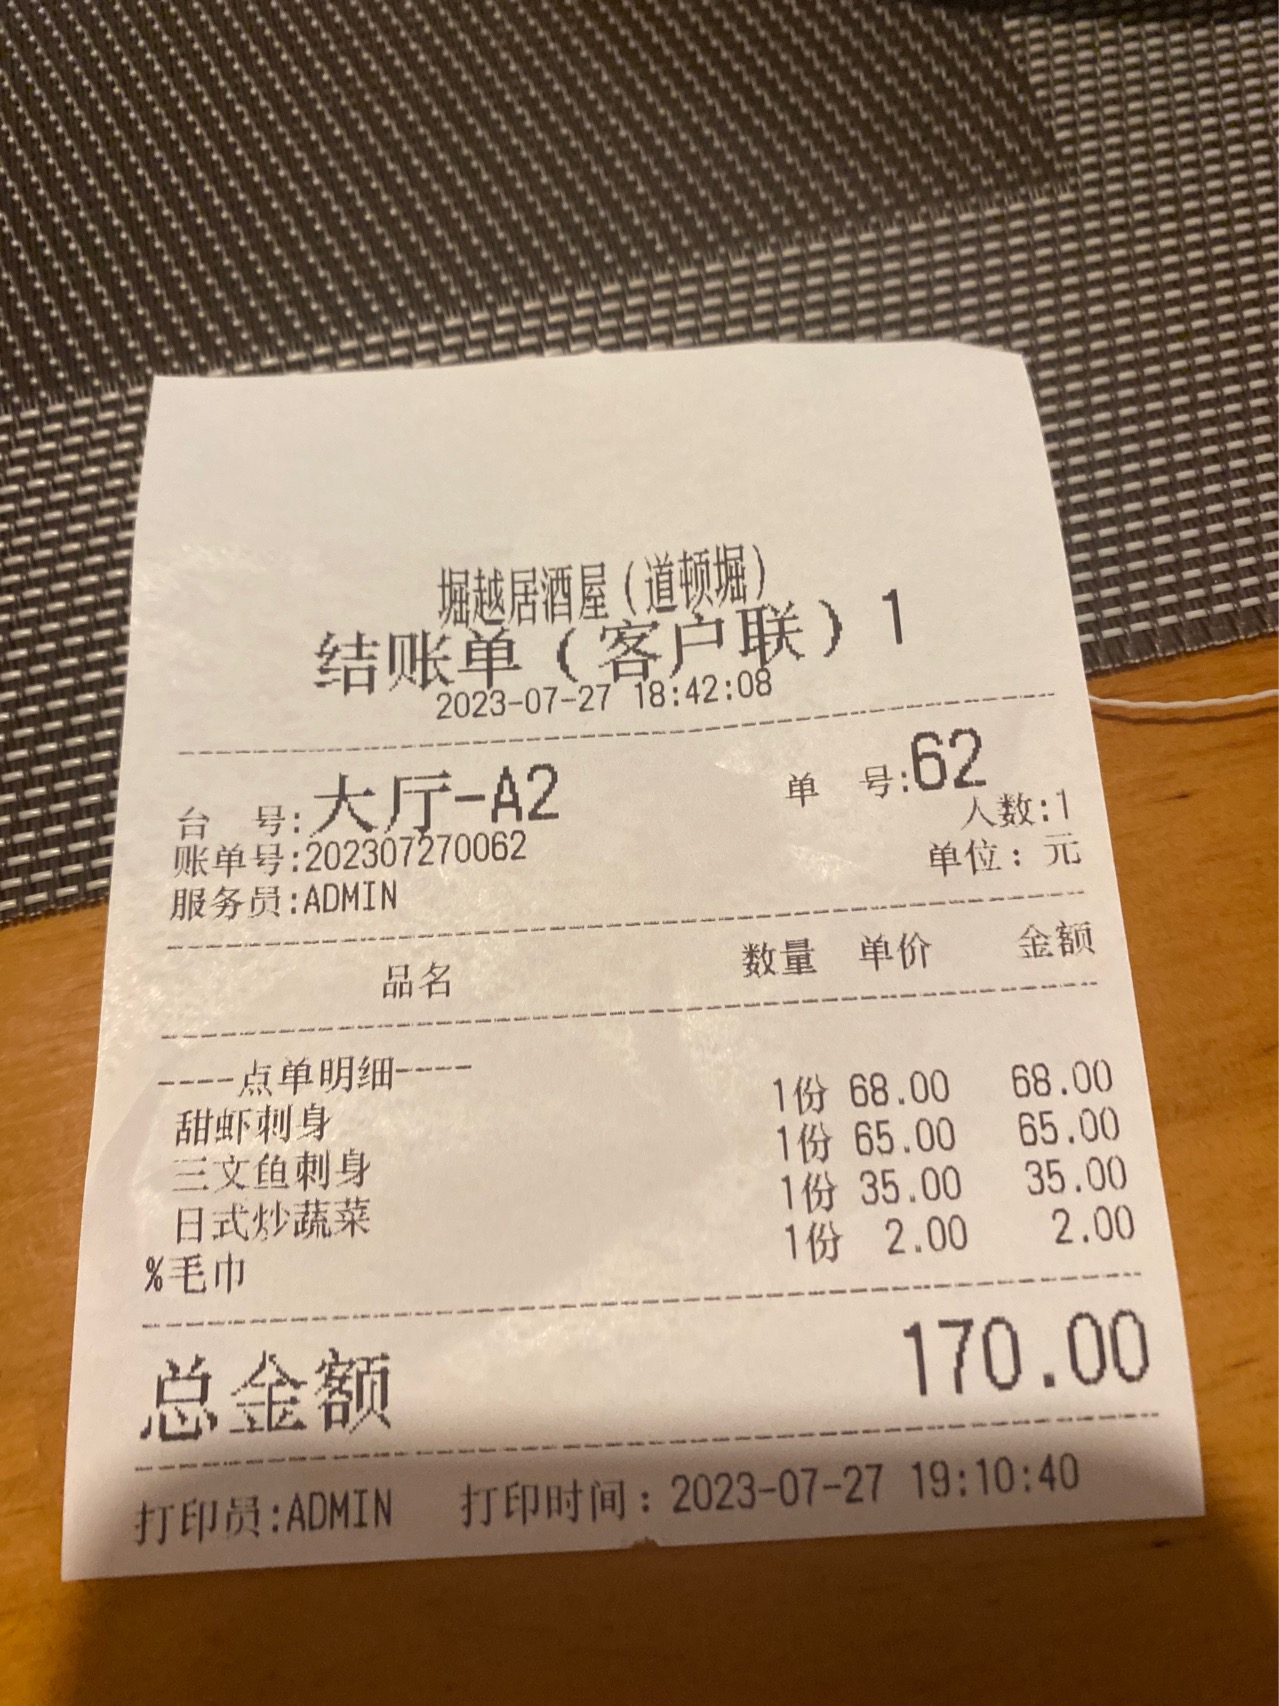 堀越居酒屋(道顿堀)
结账单(客户联)1
2023-07-27 18:42:08
台 号:大厅-A2 单 号:62
人数:1
账单号:202307270062
单位: 元
服务员:ADMIN
品名 数量 单价 金额
----点单明细----
甜虾刺身 1份 68.00 68.00
三文鱼刺身 1份 65.00 65.00
日式炒蔬菜 1份 35.00 35.00
%毛巾 1份 2.00 2.00
总金额 170.00
打印员:ADMIN 打印时间: 2023-07-27 19:10:40